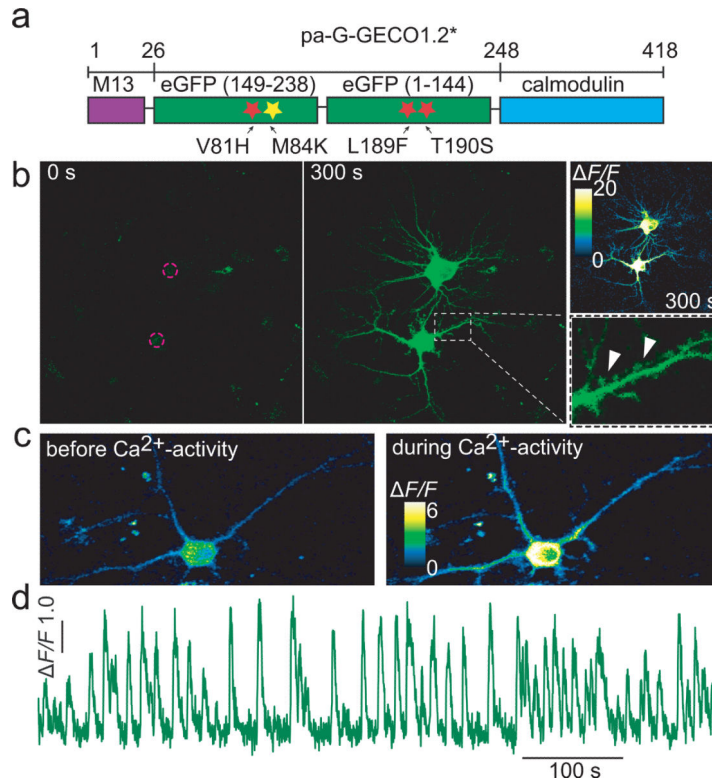 a
pa-G-GECO1.2*
1 26 248 418
M13 eGFP (149-238) eGFP (1-144) calmodulin
V81H M84K L189F T190S
b
0 s 300 s ΔF/F
20
0
300 s
c
before Ca²⁺-activity during Ca²⁺-activity
ΔF/F
6
0
d
ΔF/F 1.0
100 s